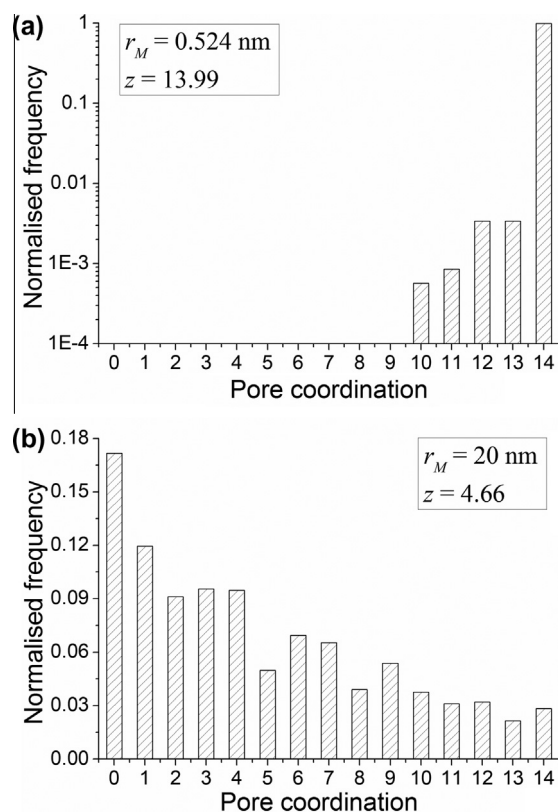 (a)
r_M = 0.524 nm
z = 13.99
Normalised frequency
1
0.1
0.01
1E-3
1E-4
0 1 2 3 4 5 6 7 8 9 10 11 12 13 14
Pore coordination
(b)
r_M = 20 nm
z = 4.66
Normalised frequency
0.18
0.15
0.12
0.09
0.06
0.03
0.00
0 1 2 3 4 5 6 7 8 9 10 11 12 13 14
Pore coordination